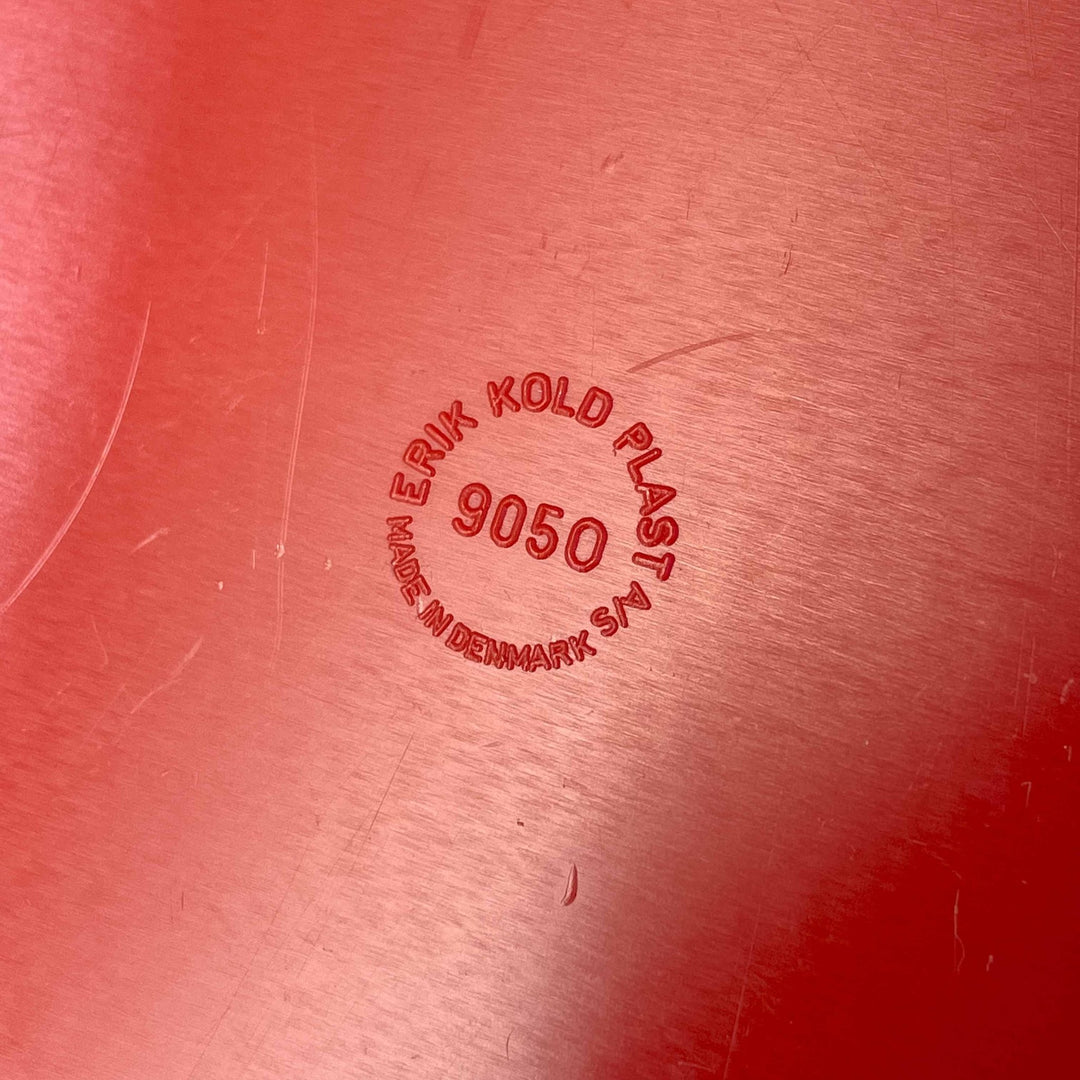 ERIK KOLD PLAST A/S
9050
MADE IN DENMARK